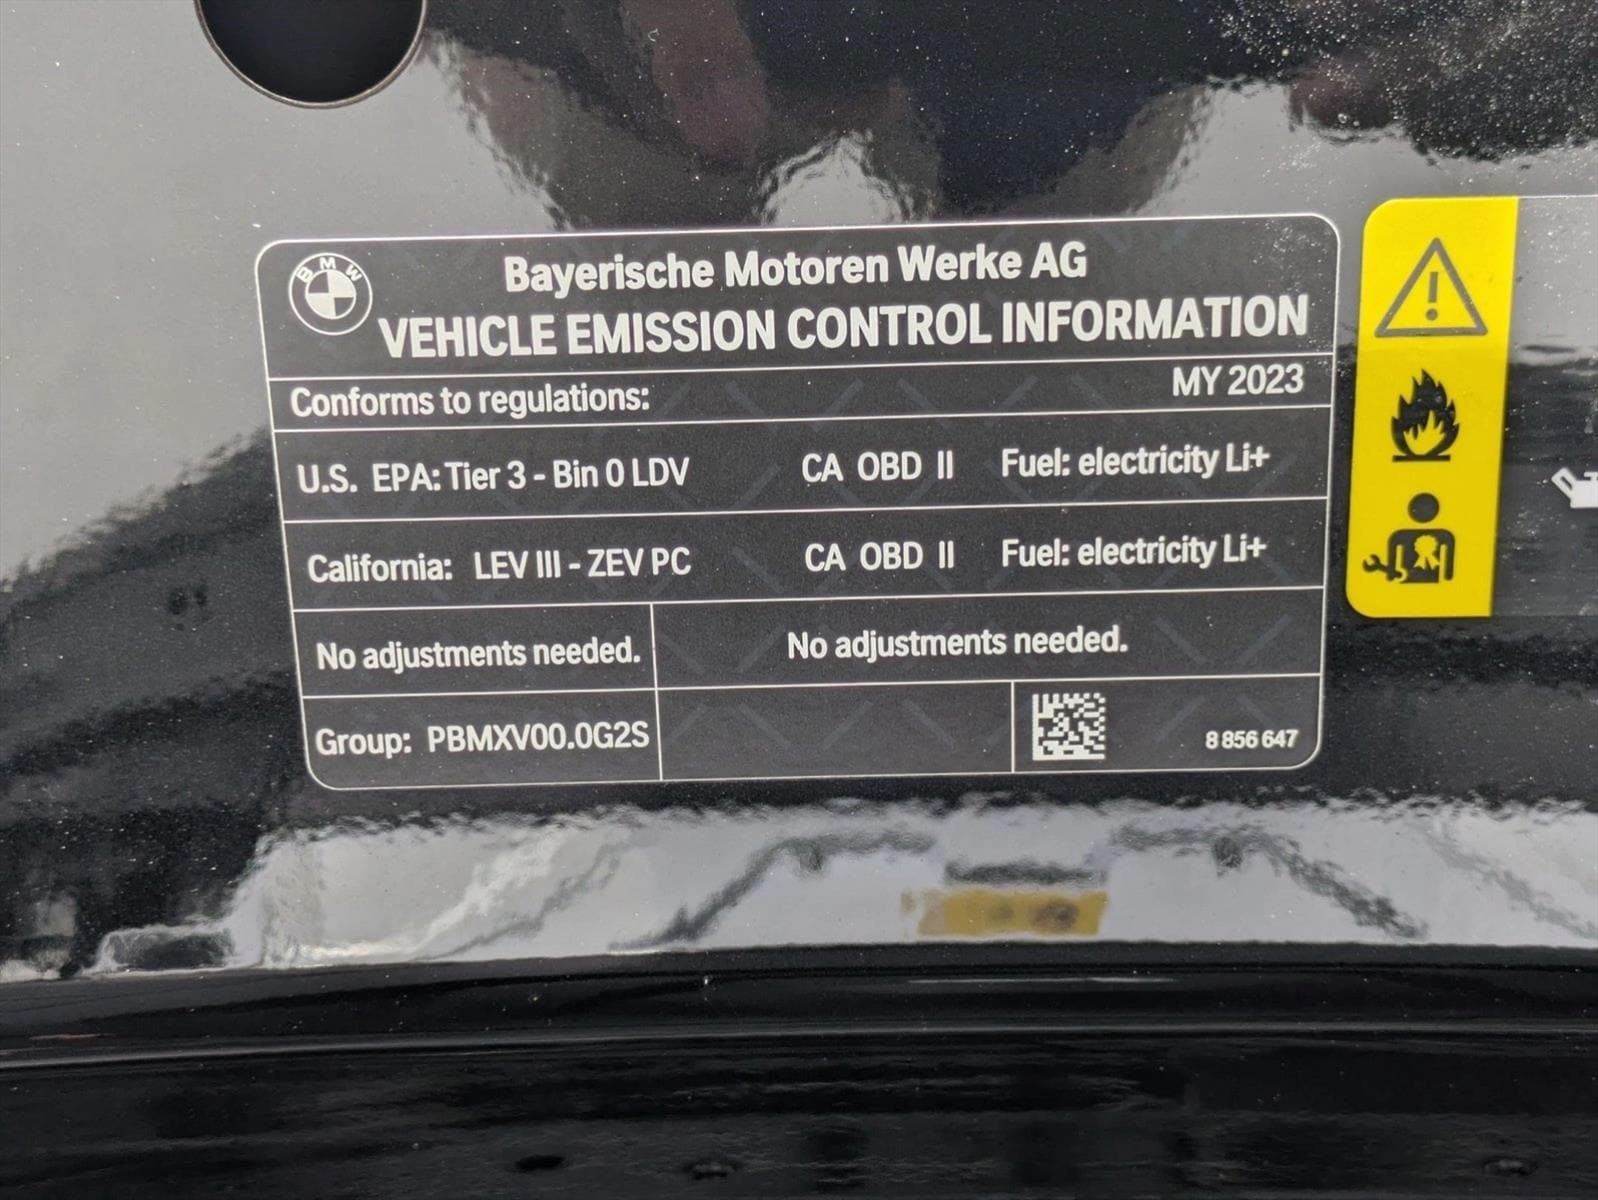 BMW
Bayerische Motoren Werke AG
VEHICLE EMISSION CONTROL INFORMATION
Conforms to regulations: MY 2023
U.S. EPA: Tier 3 - Bin 0 LDV CA OBD II Fuel: electricity Li+
California: LEV III - ZEV PC CA OBD II Fuel: electricity Li+
No adjustments needed. No adjustments needed.
Group: PBMXV00.0G2S 8 856 647